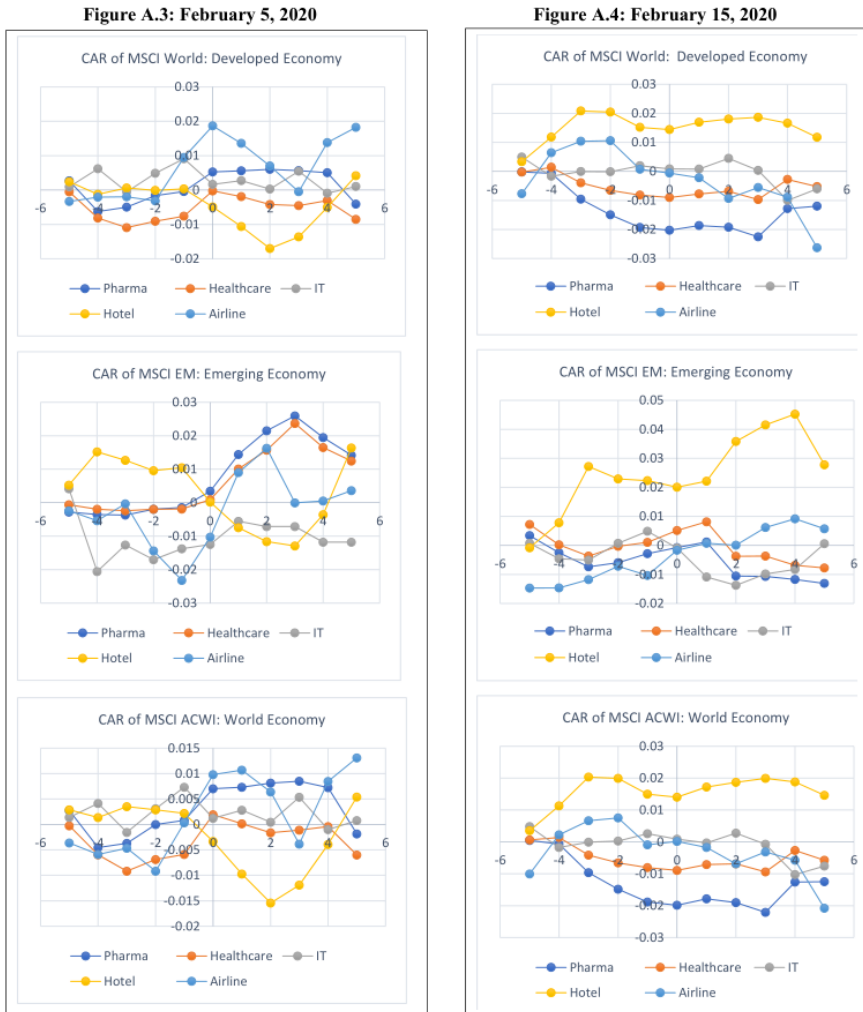 Figure A.3: February 5, 2020
CAR of MSCI World: Developed Economy
0.03
0.02
0.01
0
-6 -4 -2 0 2 4 6
-0.01
-0.02
Pharma Healthcare IT
Hotel Airline
CAR of MSCI EM: Emerging Economy
0.03
0.02
0.01
0
-6 -4 -2 0 2 4 6
-0.01
-0.02
-0.03
Pharma Healthcare IT
Hotel Airline
CAR of MSCI ACWI: World Economy
0.015
0.01
0.005
0
-6 -4 -2 0 2 4 6
-0.005
-0.01
-0.015
-0.02
Pharma Healthcare IT
Hotel Airline
Figure A.4: February 15, 2020
CAR of MSCI World: Developed Economy
0.03
0.02
0.01
0
-6 -4 -2 0 2 4 6
-0.01
-0.02
-0.03
Pharma Healthcare IT
Hotel Airline
CAR of MSCI EM: Emerging Economy
0.05
0.04
0.03
0.02
0.01
0
-6 -4 -2 0 2 4 6
-0.01
-0.02
Pharma Healthcare IT
Hotel Airline
CAR of MSCI ACWI: World Economy
0.03
0.02
0.01
0
-6 -4 -2 0 2 4 6
-0.01
-0.02
-0.03
Pharma Healthcare IT
Hotel Airline